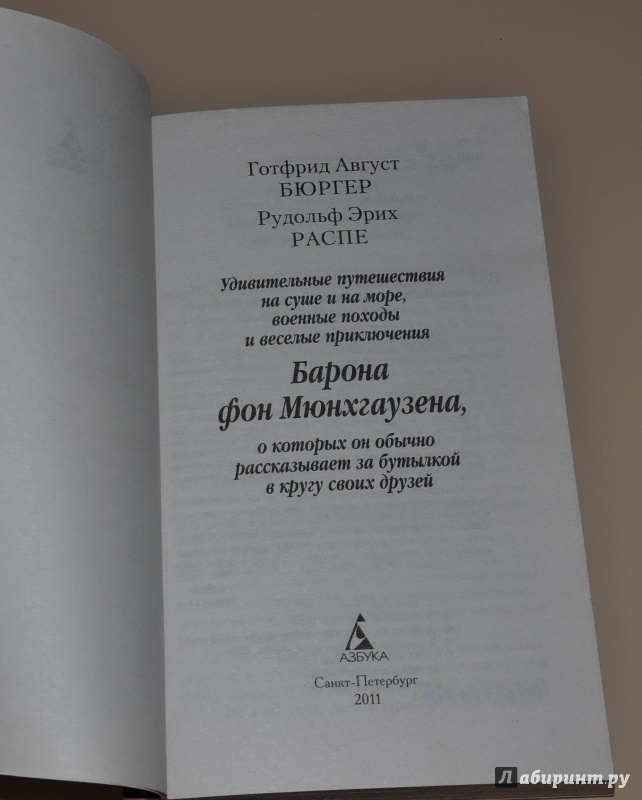 Готфрид Август
БЮРГЕР
Рудольф Эрих
РАСПЕ
Удивительные путешествия
на суше и на море,
военные походы
и веселые приключения
Барона
фон Мюнхгаузена,
о которых он обычно
рассказывает за бутылкой
в кругу своих друзей
АЗБУКА
Санкт-Петербург
2011
Лабиринт.ру